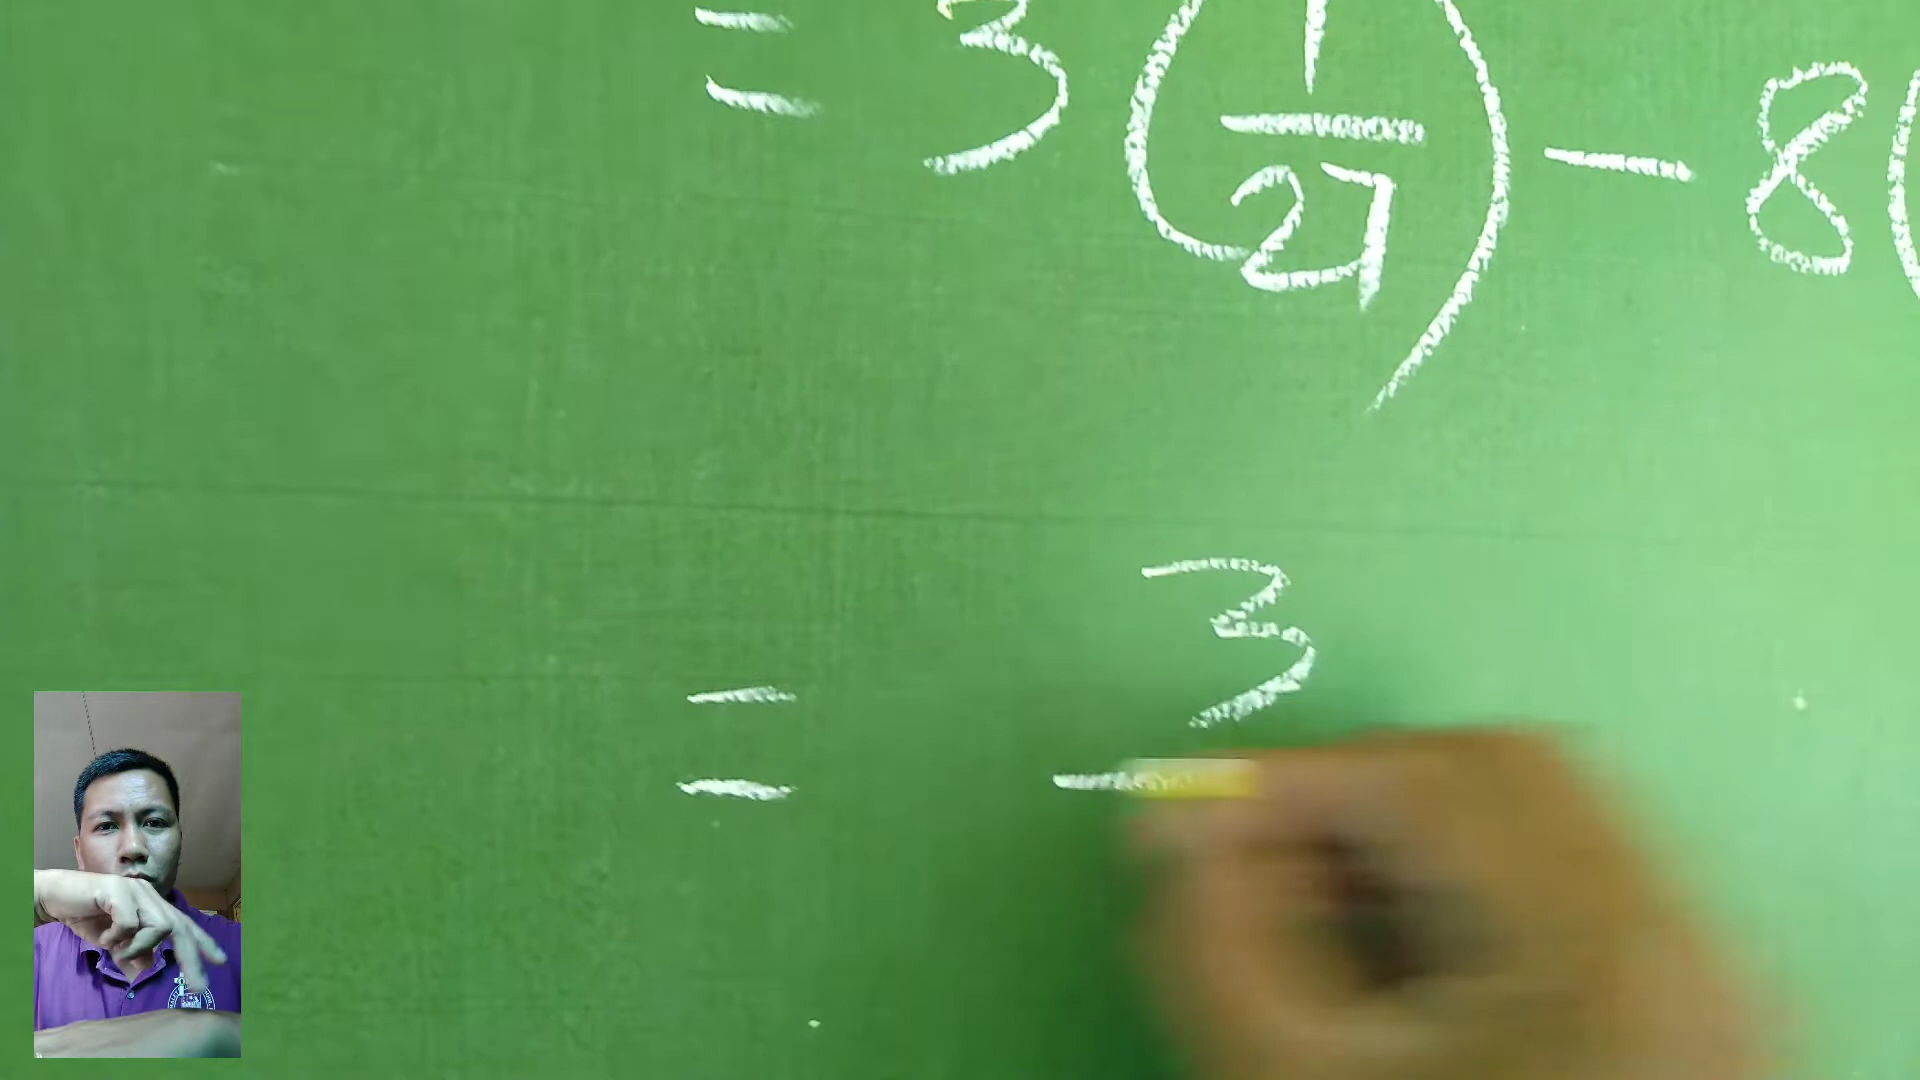 = 3(1/27) - 8(
= 3